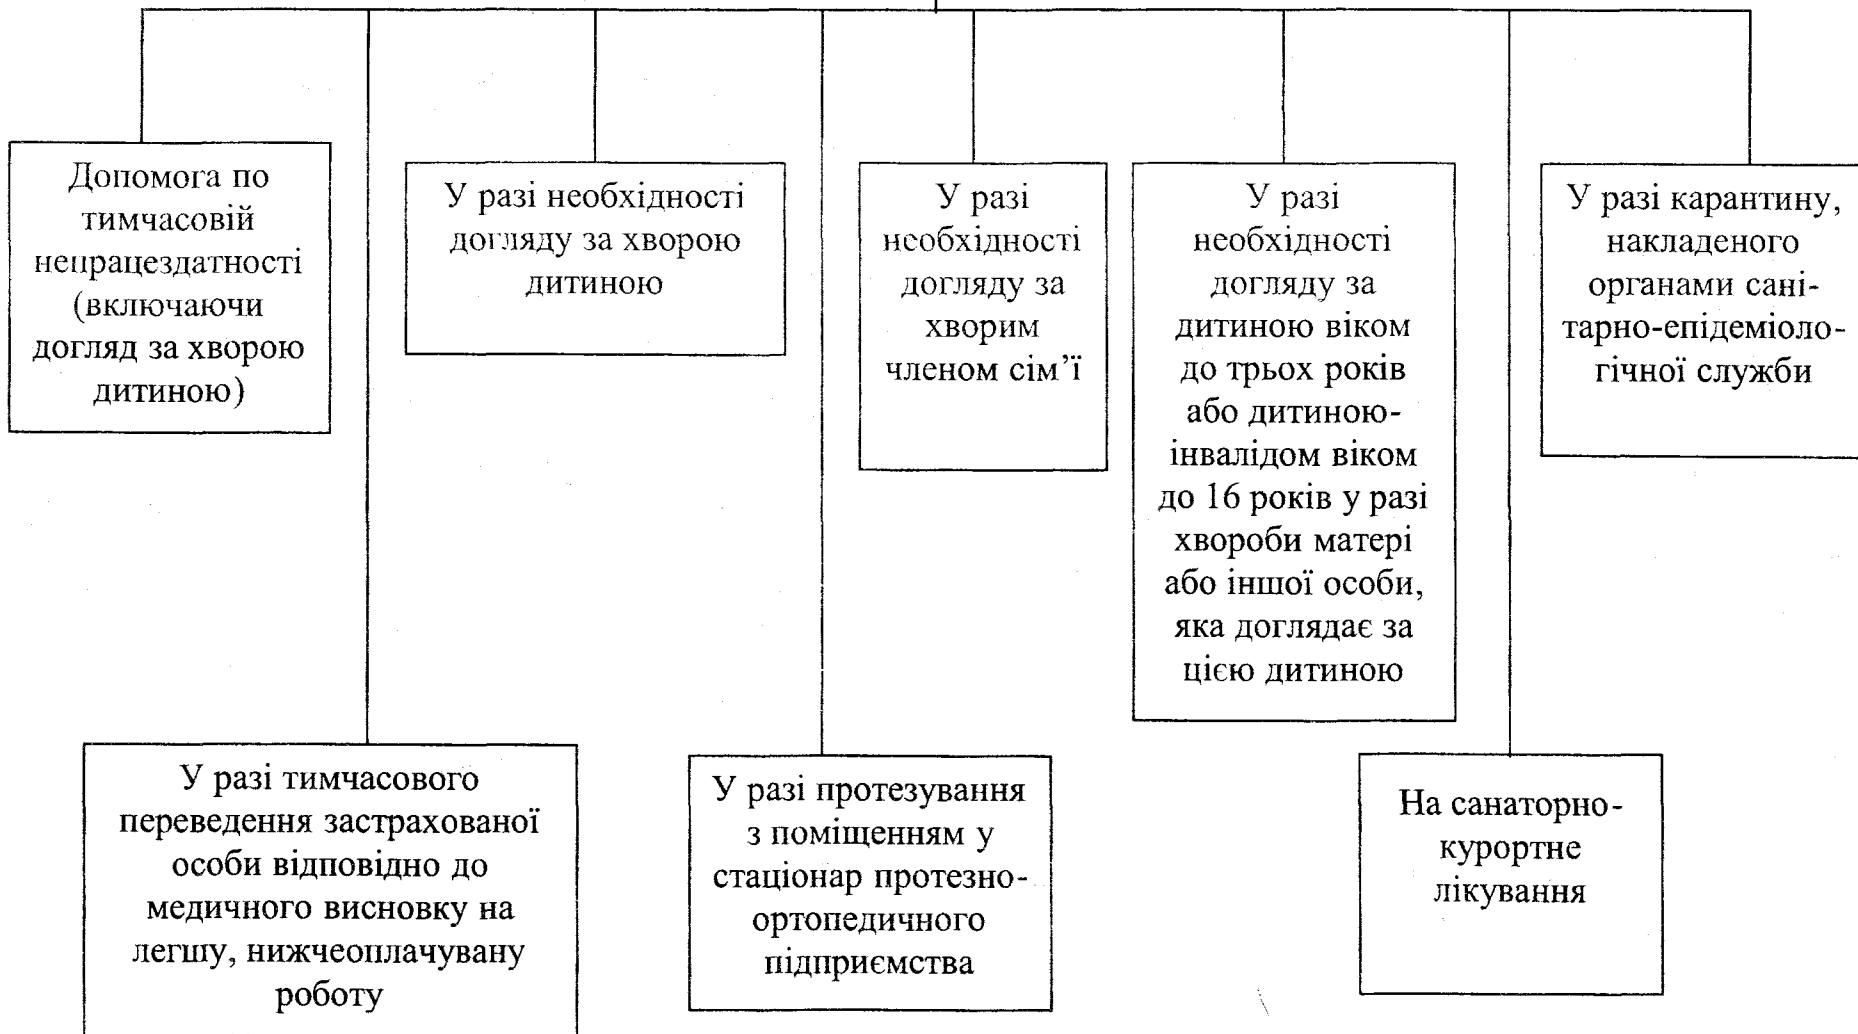 Допомога по
тимчасовій
непрацездатності
(включаючи
догляд за хворою
дитиною)
У разі необхідності
догляду за хворою
дитиною
У разі
необхідності
догляду за
хворим
членом сім’ї
У разі
необхідності
догляду за
дитиною віком
до трьох років
або дитиною-
інвалідом віком
до 16 років у разі
хвороби матері
або іншої особи,
яка доглядає за
цією дитиною
У разі карантину,
накладеного
органами сані-
тарно-епідеміоло-
гічної служби
У разі тимчасового
переведення застрахованої
особи відповідно до
медичного висновку на
легшу, нижчеоплачувану
роботу
У разі протезування
з поміщенням у
стаціонар протезно-
ортопедичного
підприємства
На санаторно-
курортне
лікування